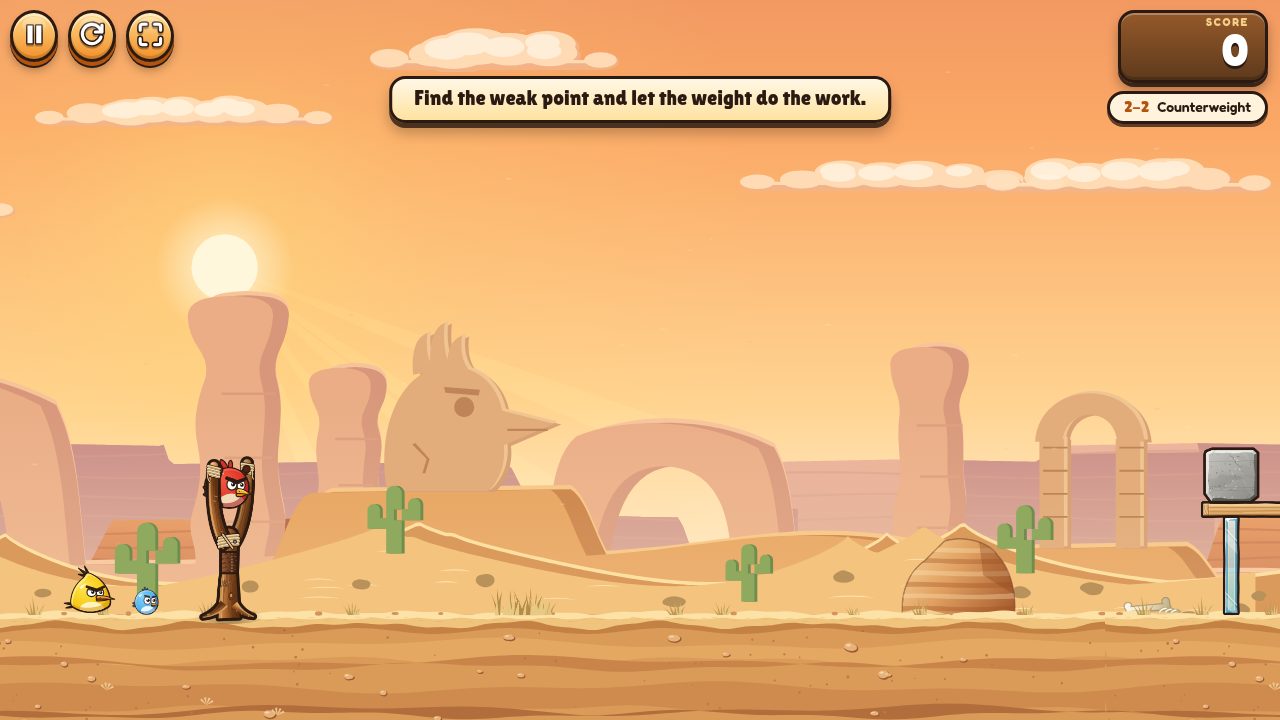 SCORE
0
Find the weak point and let the weight do the work.
2-2 Counterweight